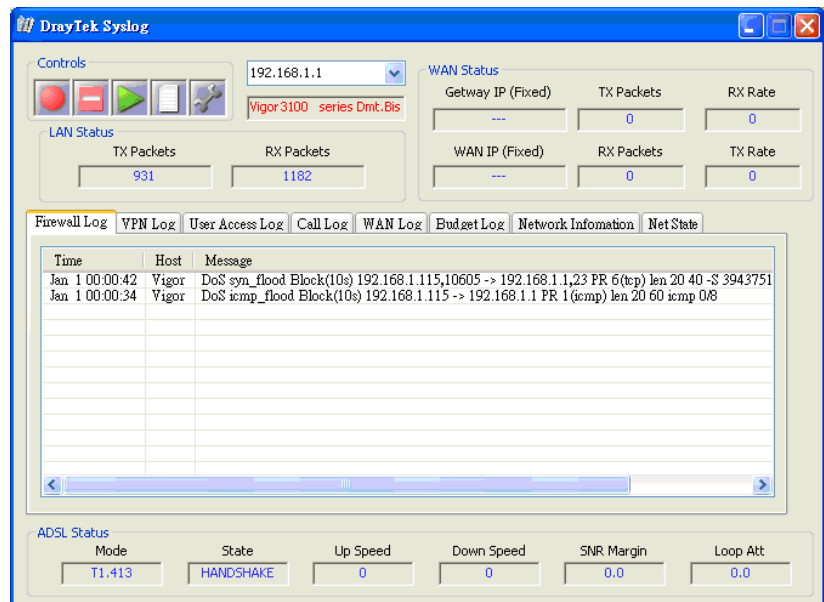 DrayTek Syslog
Controls
192.168.1.1
Vigor3100 series Dmt.Bis
LAN Status
TX Packets RX Packets
931 1182
WAN Status
Getway IP (Fixed) TX Packets RX Rate
--- 0 0
WAN IP (Fixed) RX Packets TX Rate
--- 0 0
Firewall Log VPN Log User Access Log Call Log WAN Log Budget Log Network Infomation Net State
Time Host Message
Jan 1 00:00:42 Vigor DoS syn_flood Block(10s) 192.168.1.115,10605 -> 192.168.1.1,23 PR 6(tcp) len 20 40 -S 3943751
Jan 1 00:00:34 Vigor DoS icmp_flood Block(10s) 192.168.1.115 -> 192.168.1.1 PR 1(icmp) len 20 60 icmp 0/8
ADSL Status
Mode State Up Speed Down Speed SNR Margin Loop Att
T1.413 HANDSHAKE 0 0 0.0 0.0